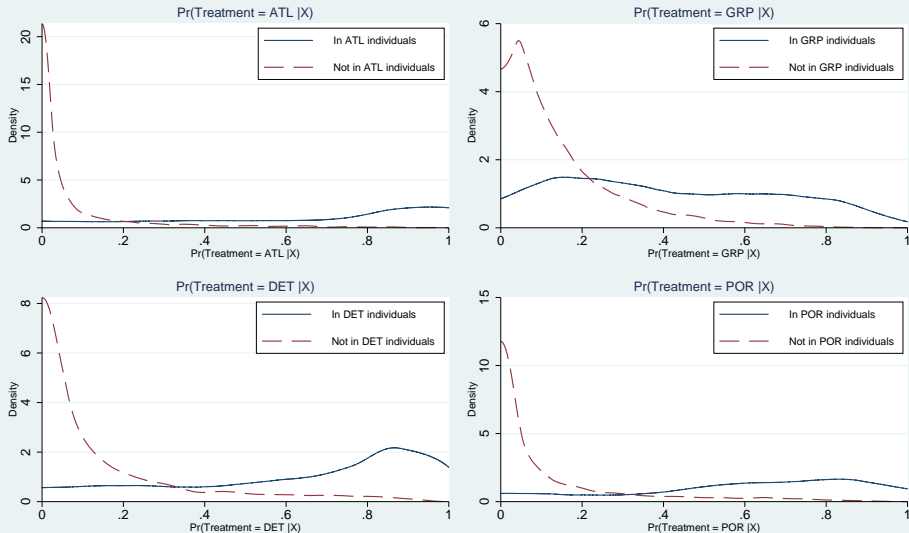 Pr(Treatment = ATL |X)
In ATL individuals
Not in ATL individuals
Density
0
5
10
15
20
0
.2
.4
.6
.8
1
Pr(Treatment = ATL |X)
Pr(Treatment = GRP |X)
In GRP individuals
Not in GRP individuals
Density
0
2
4
6
0
.2
.4
.6
.8
1
Pr(Treatment = GRP |X)
Pr(Treatment = DET |X)
In DET individuals
Not in DET individuals
Density
0
2
4
6
8
0
.2
.4
.6
.8
1
Pr(Treatment = DET |X)
Pr(Treatment = POR |X)
In POR individuals
Not in POR individuals
Density
0
5
10
15
0
.2
.4
.6
.8
1
Pr(Treatment = POR |X)